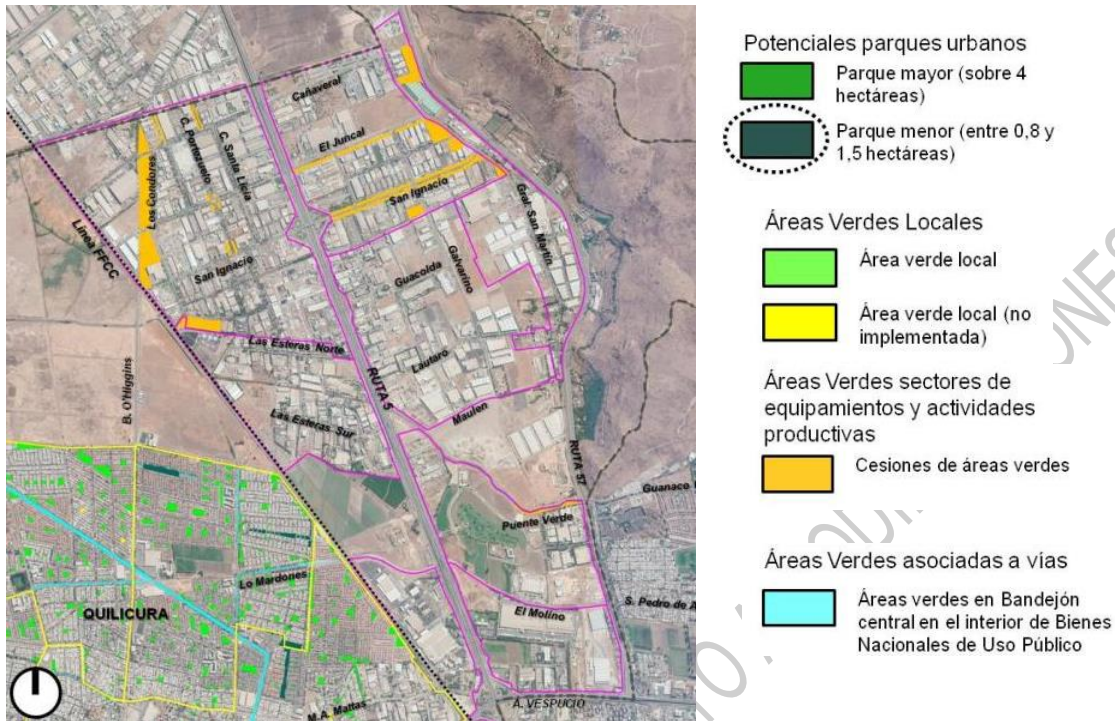 Cañaveral
El Juncal
C. Portezuelo
C. Santa Licia
Los Condores
San Ignacio
Gral. San Martín
Línea FFCC
San Ignacio
Guacolda
Galvarino
Las Esteras Norte
Lautaro
RUTA 5
B. O'Higgins
Maulen
Las Esteras Sur
RUTA 57
Puente Verde
Lo Mardones
QUILICURA
El Molino
M.A. Mattas
A. VESPUCIO
Potenciales parques urbanos
Parque mayor (sobre 4
hectáreas)
Parque menor (entre 0,8 y
1,5 hectáreas)
Áreas Verdes Locales
Área verde local
Área verde local (no
implementada)
Áreas Verdes sectores de
equipamientos y actividades
productivas
Cesiones de áreas verdes
Áreas Verdes asociadas a vías
Áreas verdes en Bandejón
central en el interior de Bienes
Nacionales de Uso Público
Guanaco
S. Pedro de A